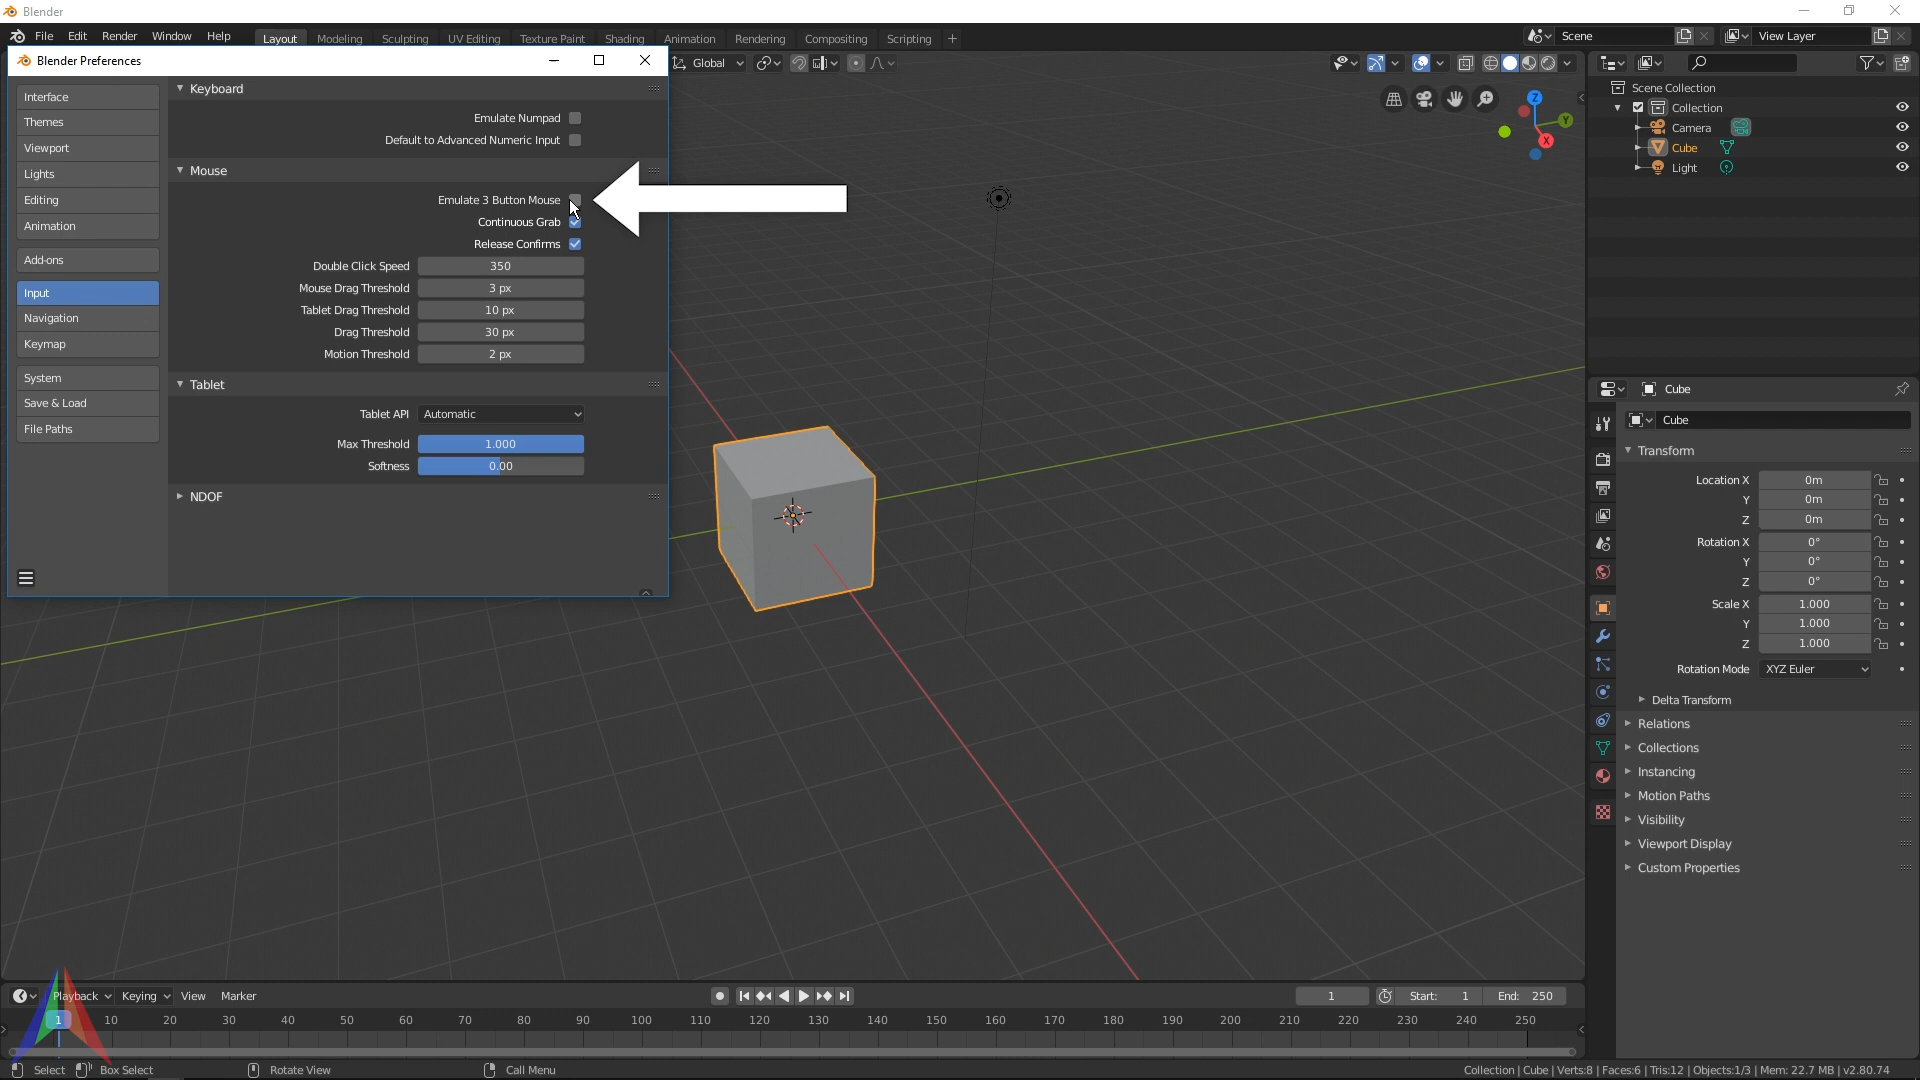 Blender
File Edit Render Window Help Layout Modeling Sculpting UV Editing Texture Paint Shading Animation Rendering Compositing Scripting + Scene View Layer
Blender Preferences
Global
Interface
Themes
Viewport
Lights
Editing
Animation
Add-ons
Input
Navigation
Keymap
System
Save & Load
File Paths
Keyboard
Emulate Numpad
Default to Advanced Numeric Input
Mouse
Emulate 3 Button Mouse
Continuous Grab
Release Confirms
Double Click Speed 350
Mouse Drag Threshold 3 px
Tablet Drag Threshold 10 px
Drag Threshold 30 px
Motion Threshold 2 px
Tablet
Tablet API Automatic
Max Threshold 1.000
Softness 0.00
NDOF
Z
Y
X
Scene Collection
Collection
Camera
Cube
Light
Cube
Cube
Transform
Location X 0m
Y 0m
Z 0m
Rotation X 0°
Y 0°
Z 0°
Scale X 1.000
Y 1.000
Z 1.000
Rotation Mode XYZ Euler
Delta Transform
Relations
Collections
Instancing
Motion Paths
Visibility
Viewport Display
Custom Properties
Playback Keying View Marker 1 Start: 1 End: 250
1 10 20 30 40 50 60 70 80 90 100 110 120 130 140 150 160 170 180 190 200 210 220 230 240 250
Select Box Select Rotate View Call Menu Collection | Cube | Verts:8 | Faces:6 | Tris:12 | Objects:1/3 | Mem: 22.7 MB | v2.80.74